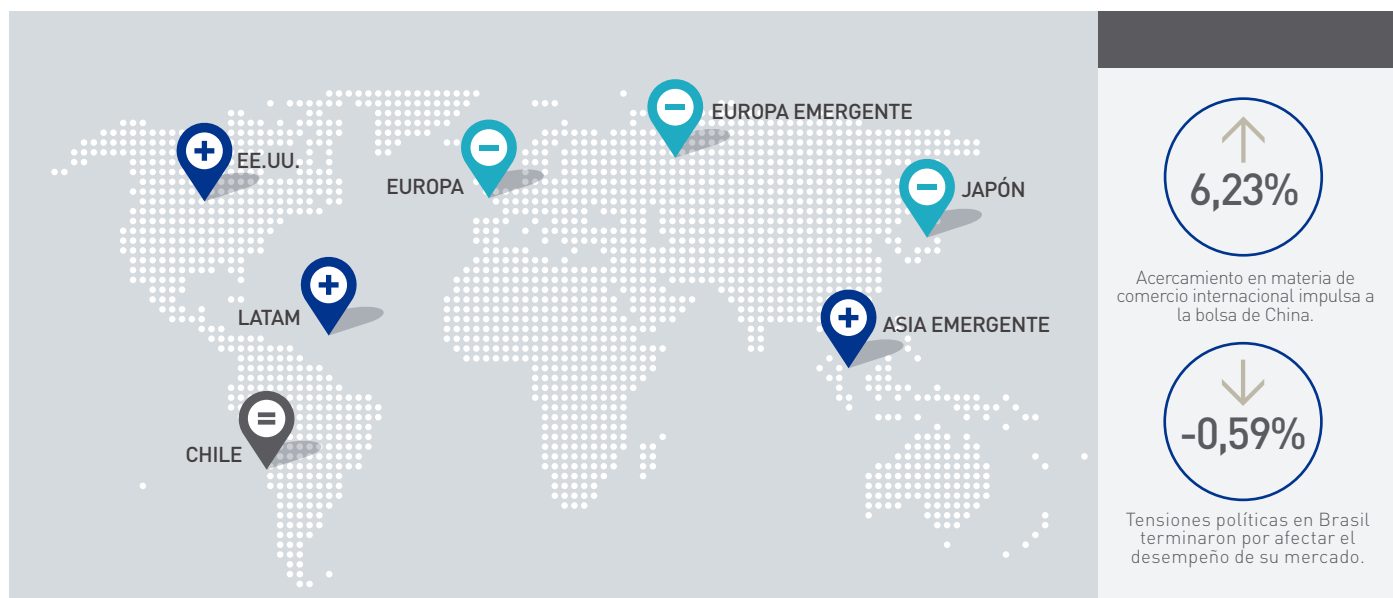 EUROPA EMERGENTE
EE.UU.
EUROPA
JAPÓN
LATAM
ASIA EMERGENTE
CHILE
6,23%
Acercamiento en materia de
comercio internacional impulsa a
la bolsa de China.
-0,59%
Tensiones políticas en Brasil
terminaron por afectar el
desempeño de su mercado.